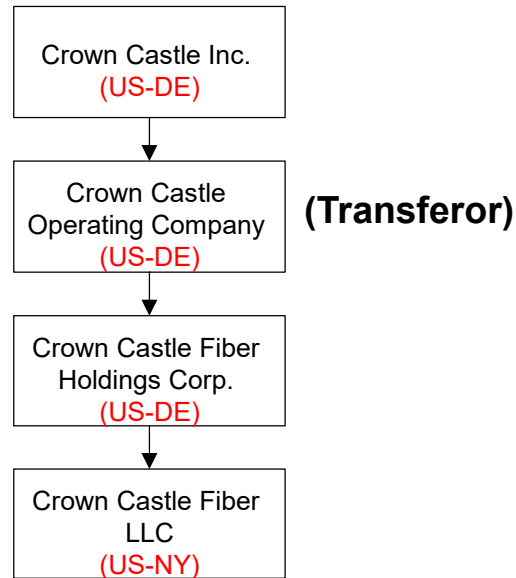 Crown Castle Inc.
(US-DE)
Crown Castle
Operating Company
(US-DE)
(Transferor)
Crown Castle Fiber
Holdings Corp.
(US-DE)
Crown Castle Fiber
LLC
(US-NY)